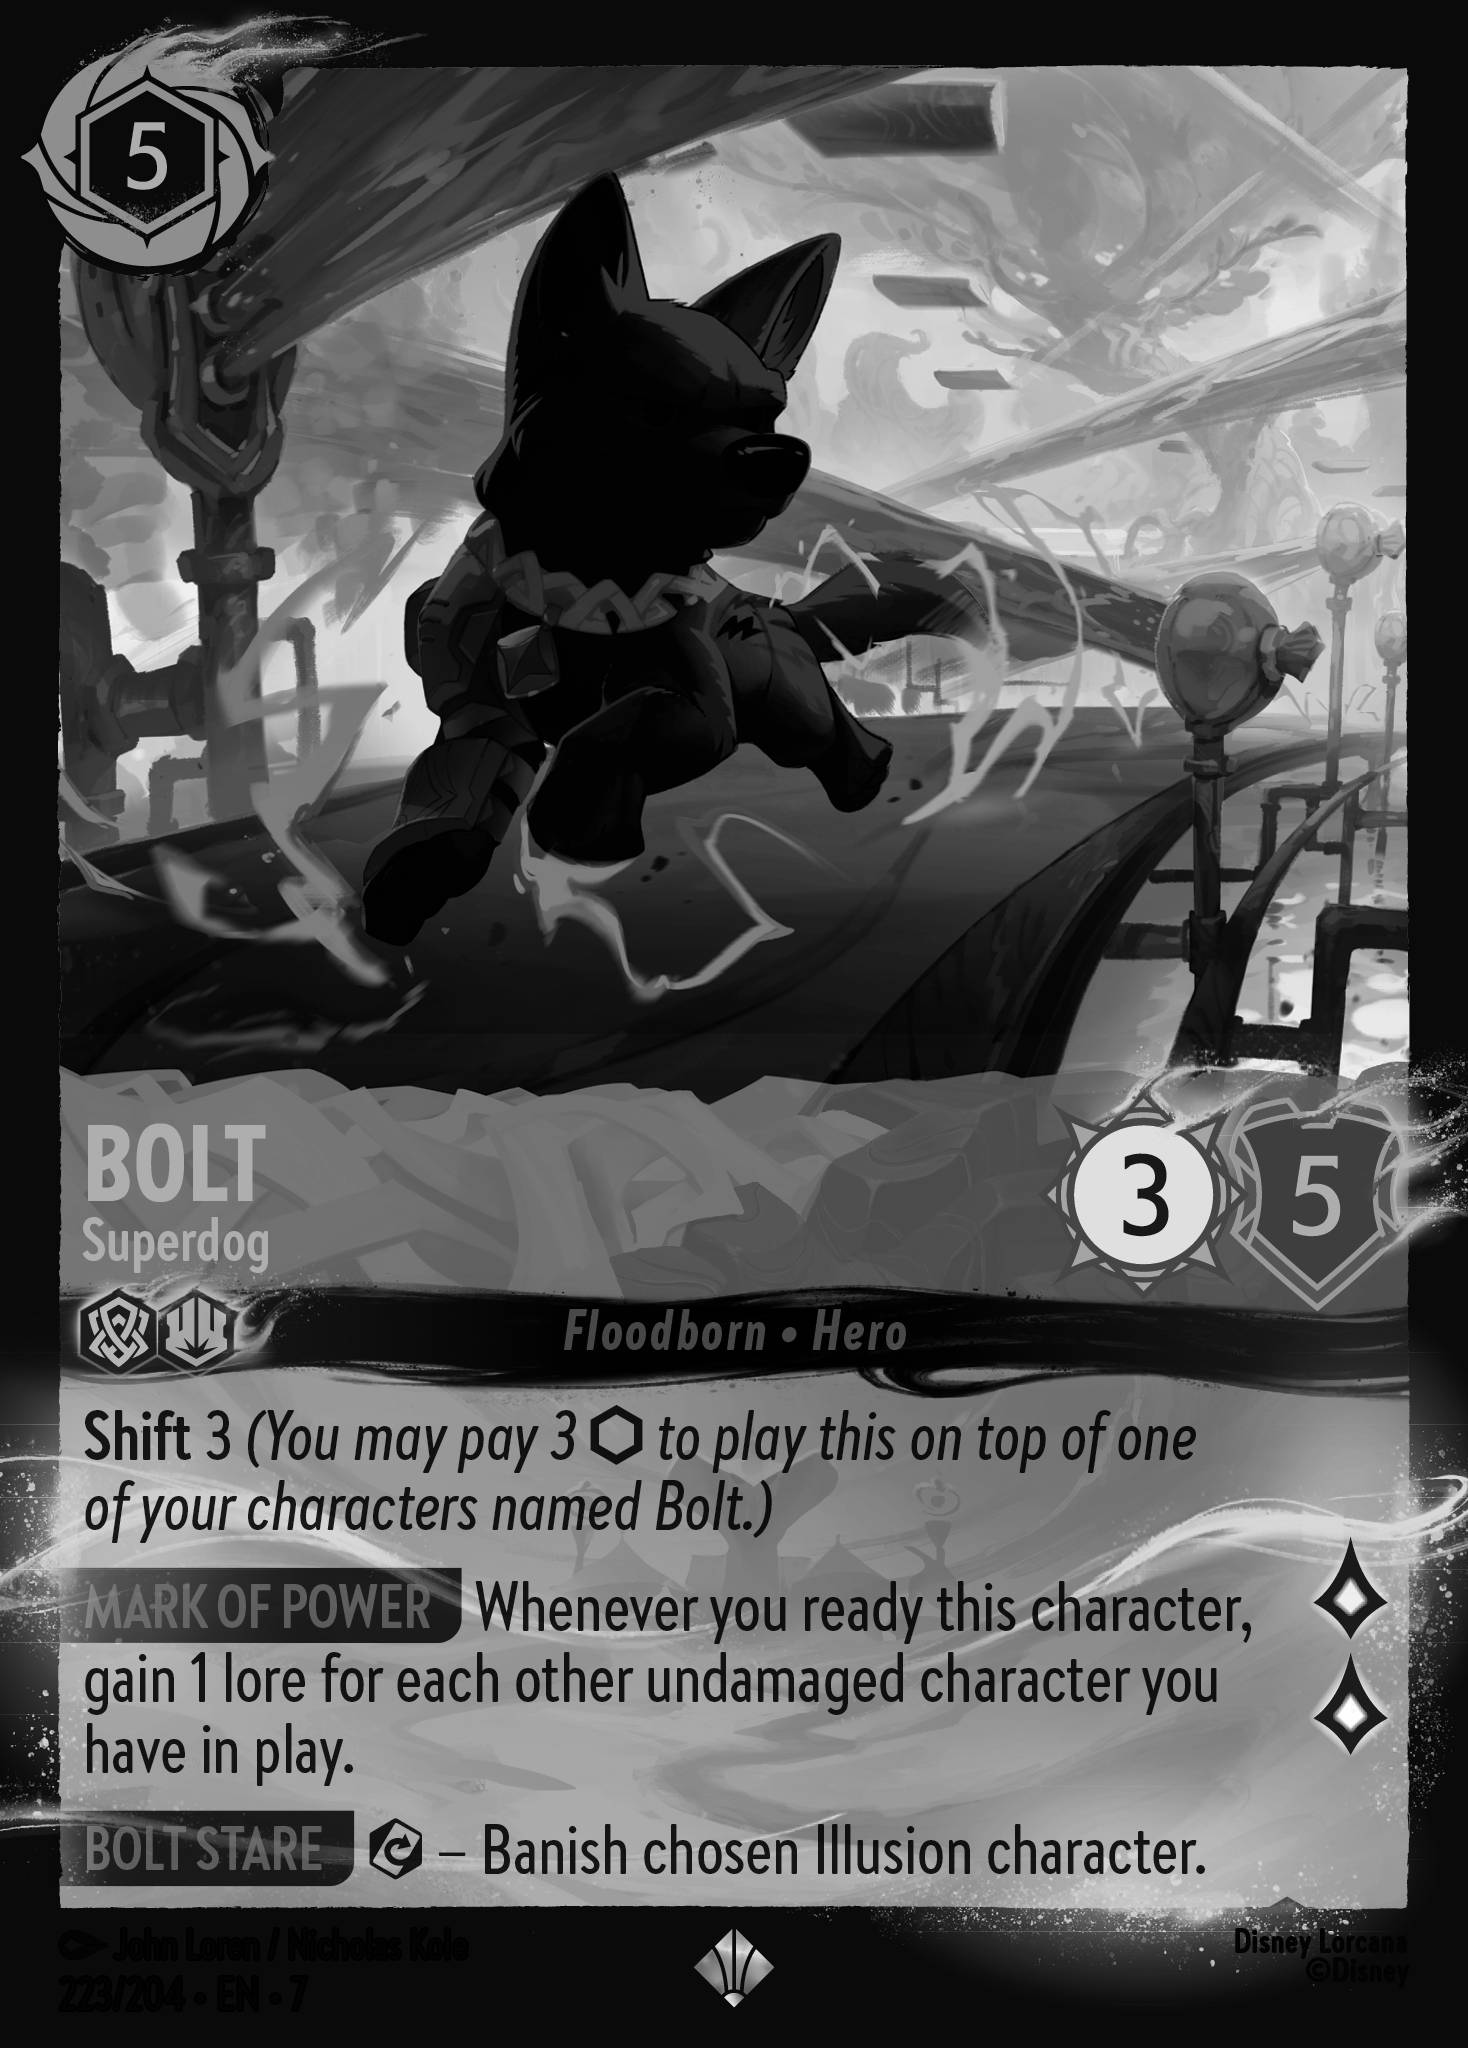 5
BOLT
Superdog
3
5
Floodborn • Hero
Shift 3 (You may pay 3 ⬡ to play this on top of one
of your characters named Bolt.)
MARK OF POWER Whenever you ready this character,
gain 1 lore for each other undamaged character you
have in play.
BOLT STARE – Banish chosen Illusion character.
John Loren / Nicholas Kole
Disney Lorcana
223/204 • EN • 7
©Disney